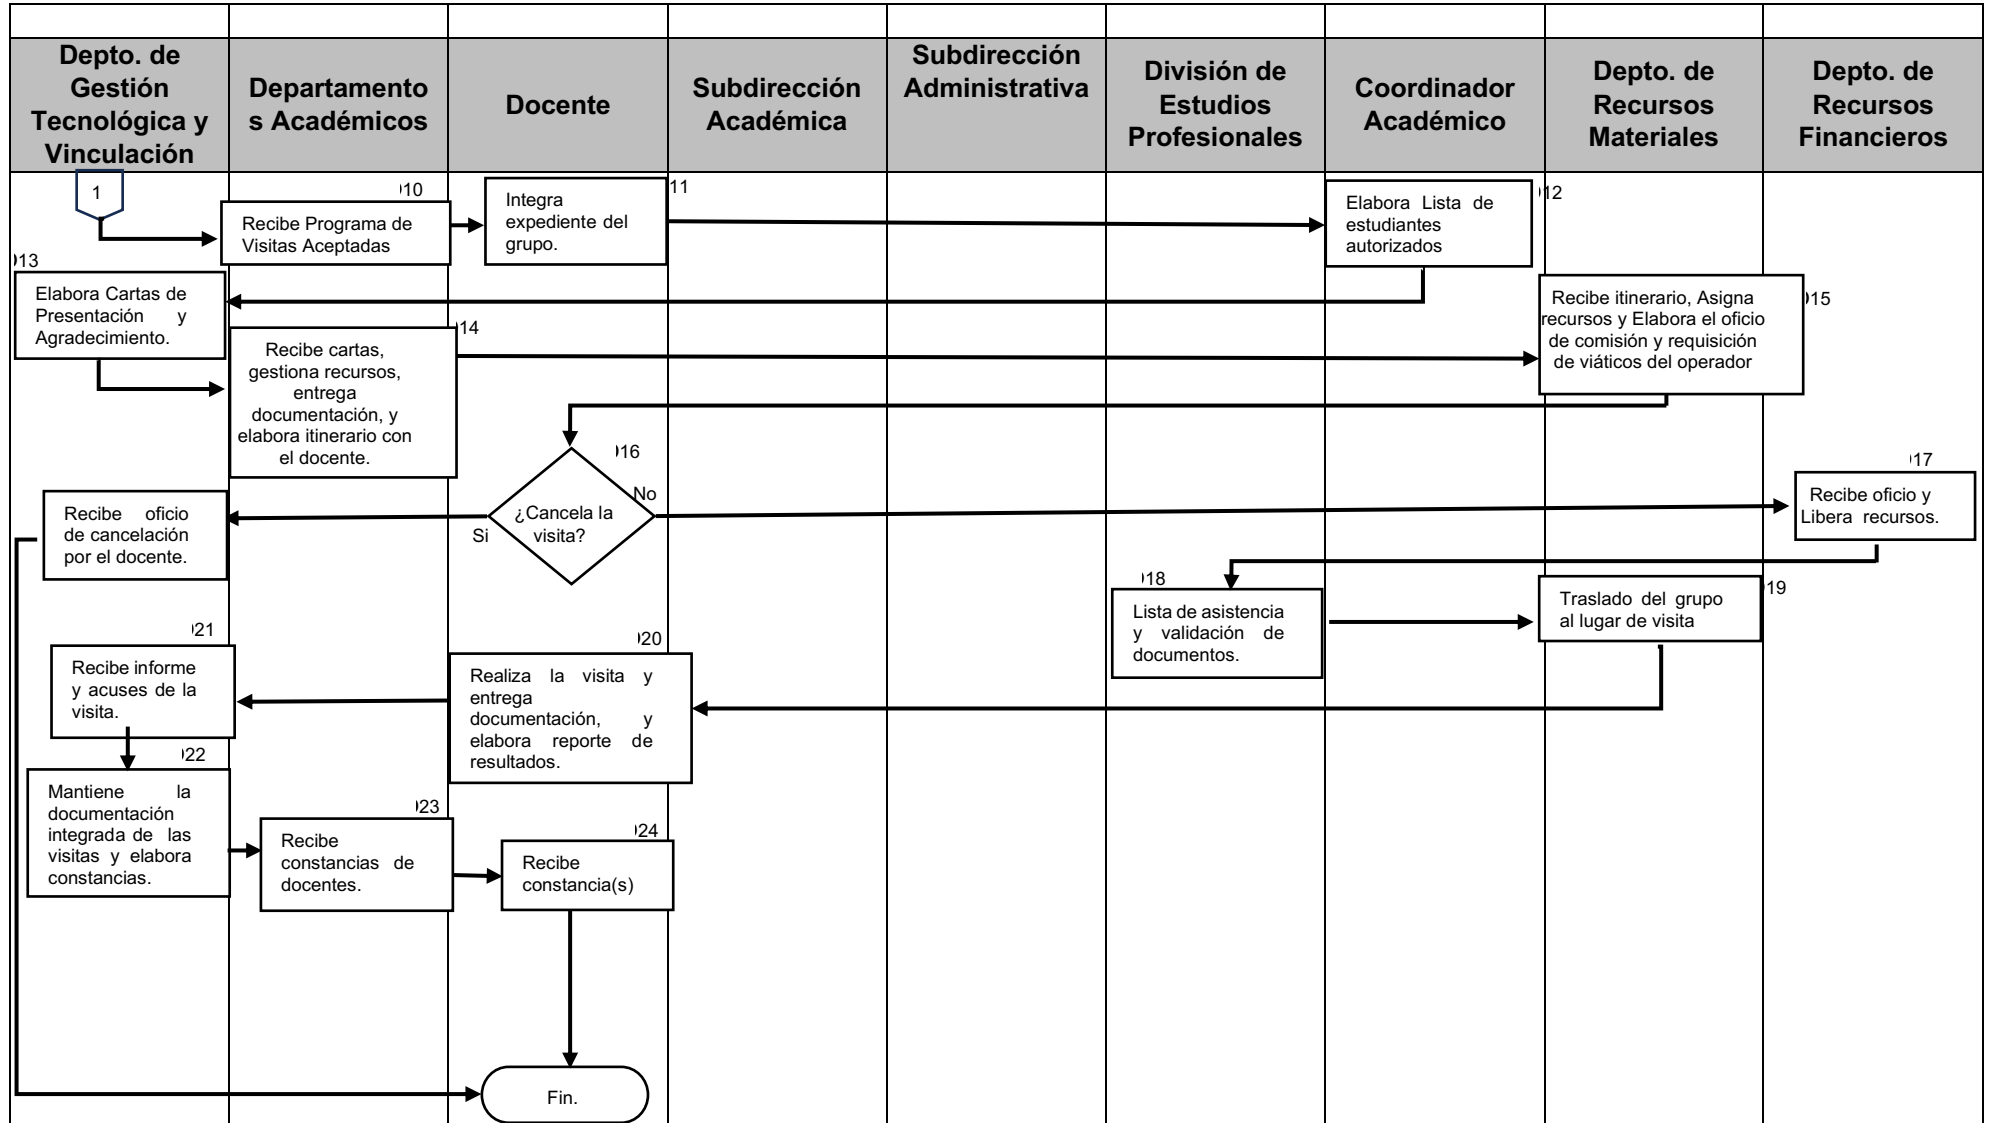 Depto. de
Gestión
Tecnológica y
Vinculación
Departamento
s Académicos
Docente
Subdirección
Académica
Subdirección
Administrativa
División de
Estudios
Profesionales
Coordinador
Académico
Depto. de
Recursos
Materiales
Depto. de
Recursos
Financieros
1
10
Recibe Programa de
Visitas Aceptadas
11
Integra
expediente del
grupo.
12
Elabora Lista de
estudiantes
autorizados
13
Elabora Cartas de
Presentación y
Agradecimiento.
14
Recibe cartas,
gestiona recursos,
entrega
documentación, y
elabora itinerario con
el docente.
15
Recibe itinerario, Asigna
recursos y Elabora el oficio
de comisión y requisición
de viáticos del operador
16
¿Cancela la
visita?
Si
No
Recibe oficio
de cancelación
por el docente.
17
Recibe oficio y
Libera recursos.
18
Lista de asistencia
y validación de
documentos.
19
Traslado del grupo
al lugar de visita
20
Realiza la visita y
entrega
documentación, y
elabora reporte de
resultados.
21
Recibe informe
y acuses de la
visita.
22
Mantiene la
documentación
integrada de las
visitas y elabora
constancias.
23
Recibe
constancias de
docentes.
24
Recibe
constancia(s)
Fin.